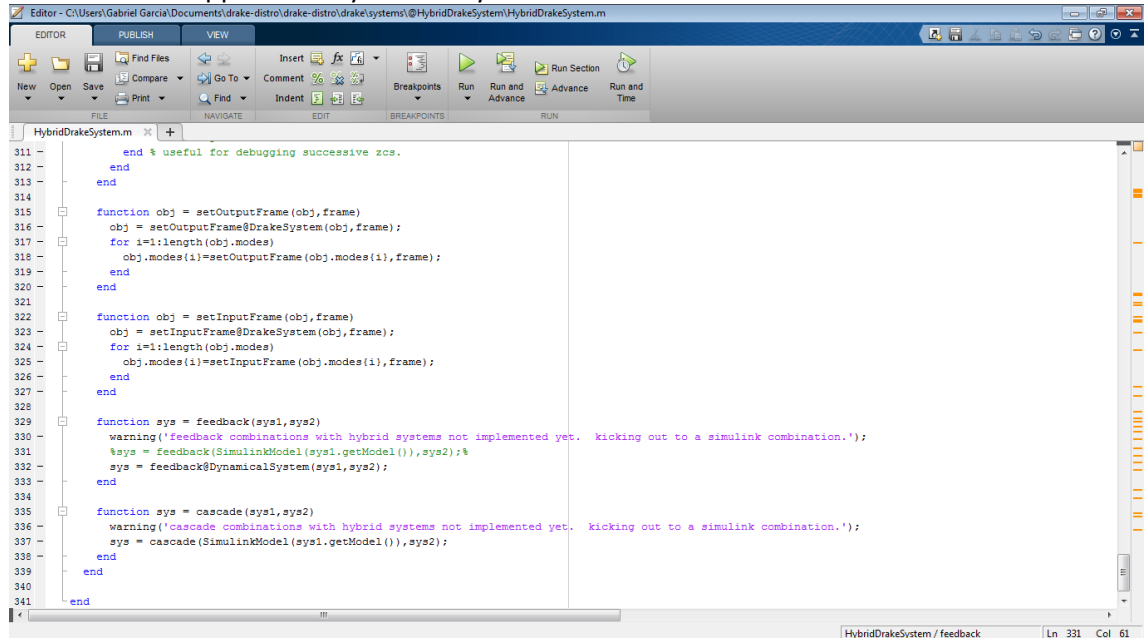 Editor - C:\Users\Gabriel Garcia\Documents\drake-distro\drake-distro\drake\systems\@HybridDrakeSystem\HybridDrakeSystem.m
EDITOR PUBLISH VIEW
New Open Save Find Files Compare Print Go To Find Insert fx Comment Indent Breakpoints Run Run and Advance Run Section Advance Run and Time
FILE NAVIGATE EDIT BREAKPOINTS RUN
HybridDrakeSystem.m
311 - end % useful for debugging successive zcs.
312 - end
313 - end
314
315 function obj = setOutputFrame(obj,frame)
316 - obj = setOutputFrame@DrakeSystem(obj,frame);
317 - for i=1:length(obj.modes)
318 - obj.modes{i}=setOutputFrame(obj.modes{i},frame);
319 - end
320 - end
321
322 function obj = setInputFrame(obj,frame)
323 - obj = setInputFrame@DrakeSystem(obj,frame);
324 - for i=1:length(obj.modes)
325 - obj.modes{i}=setInputFrame(obj.modes{i},frame);
326 - end
327 - end
328
329 function sys = feedback(sys1,sys2)
330 - warning('feedback combinations with hybrid systems not implemented yet.  kicking out to a simulink combination.');
331 %sys = feedback(SimulinkModel(sys1.getModel()),sys2);%
332 - sys = feedback@DynamicalSystem(sys1,sys2);
333 - end
334
335 function sys = cascade(sys1,sys2)
336 - warning('cascade combinations with hybrid systems not implemented yet.  kicking out to a simulink combination.');
337 - sys = cascade(SimulinkModel(sys1.getModel()),sys2);
338 - end
339 end
340
341 end
HybridDrakeSystem / feedback Ln 331 Col 61